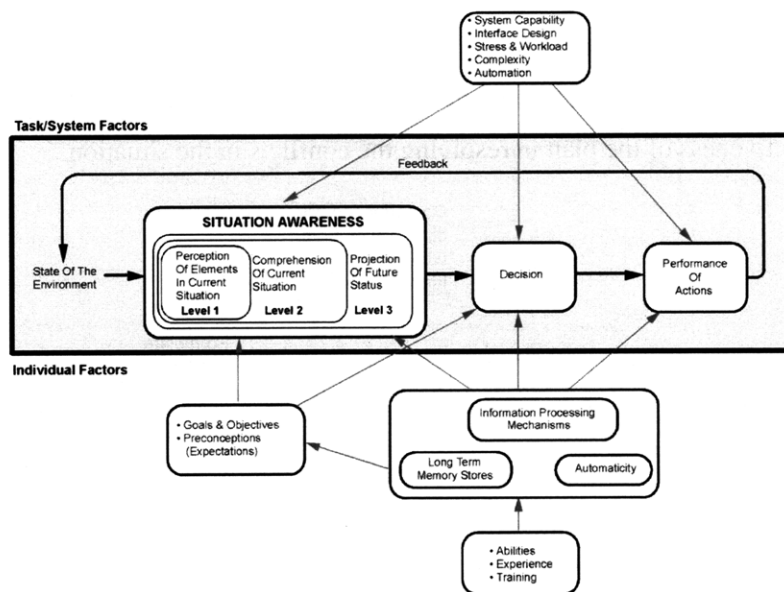 • System Capability
• Interface Design
• Stress & Workload
• Complexity
• Automation
Task/System Factors
Feedback
SITUATION AWARENESS
State Of The
Environment
Perception
Of Elements
In Current
Situation
Level 1
Comprehension
Of Current
Situation
Level 2
Projection
Of Future
Status
Level 3
Decision
Performance
Of
Actions
Individual Factors
• Goals & Objectives
• Preconceptions
(Expectations)
Information Processing
Mechanisms
Long Term
Memory Stores
Automaticity
• Abilities
• Experience
• Training